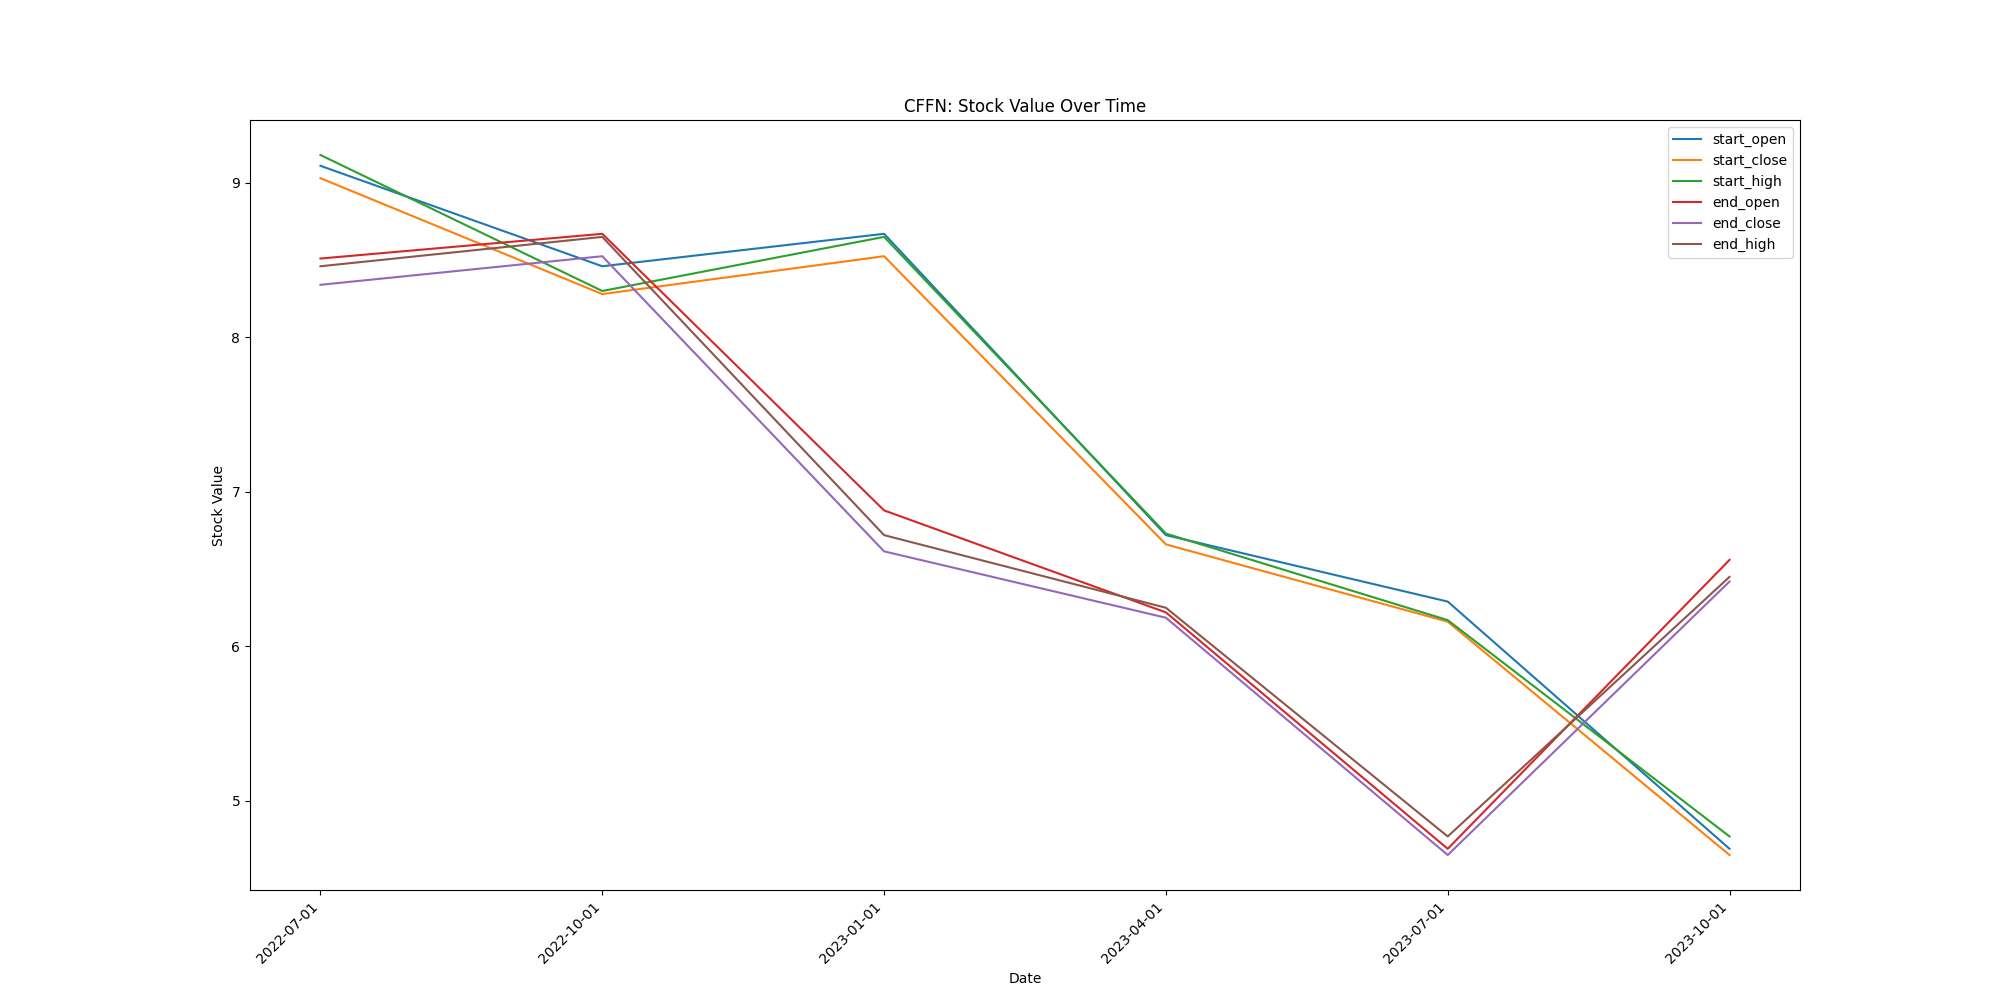 CFFN: Stock Value Over Time
start_open
start_close
start_high
end_open
end_close
end_high
Stock Value
9
8
7
6
5
2022-07-01
2022-10-01
2023-01-01
2023-04-01
2023-07-01
2023-10-01
Date